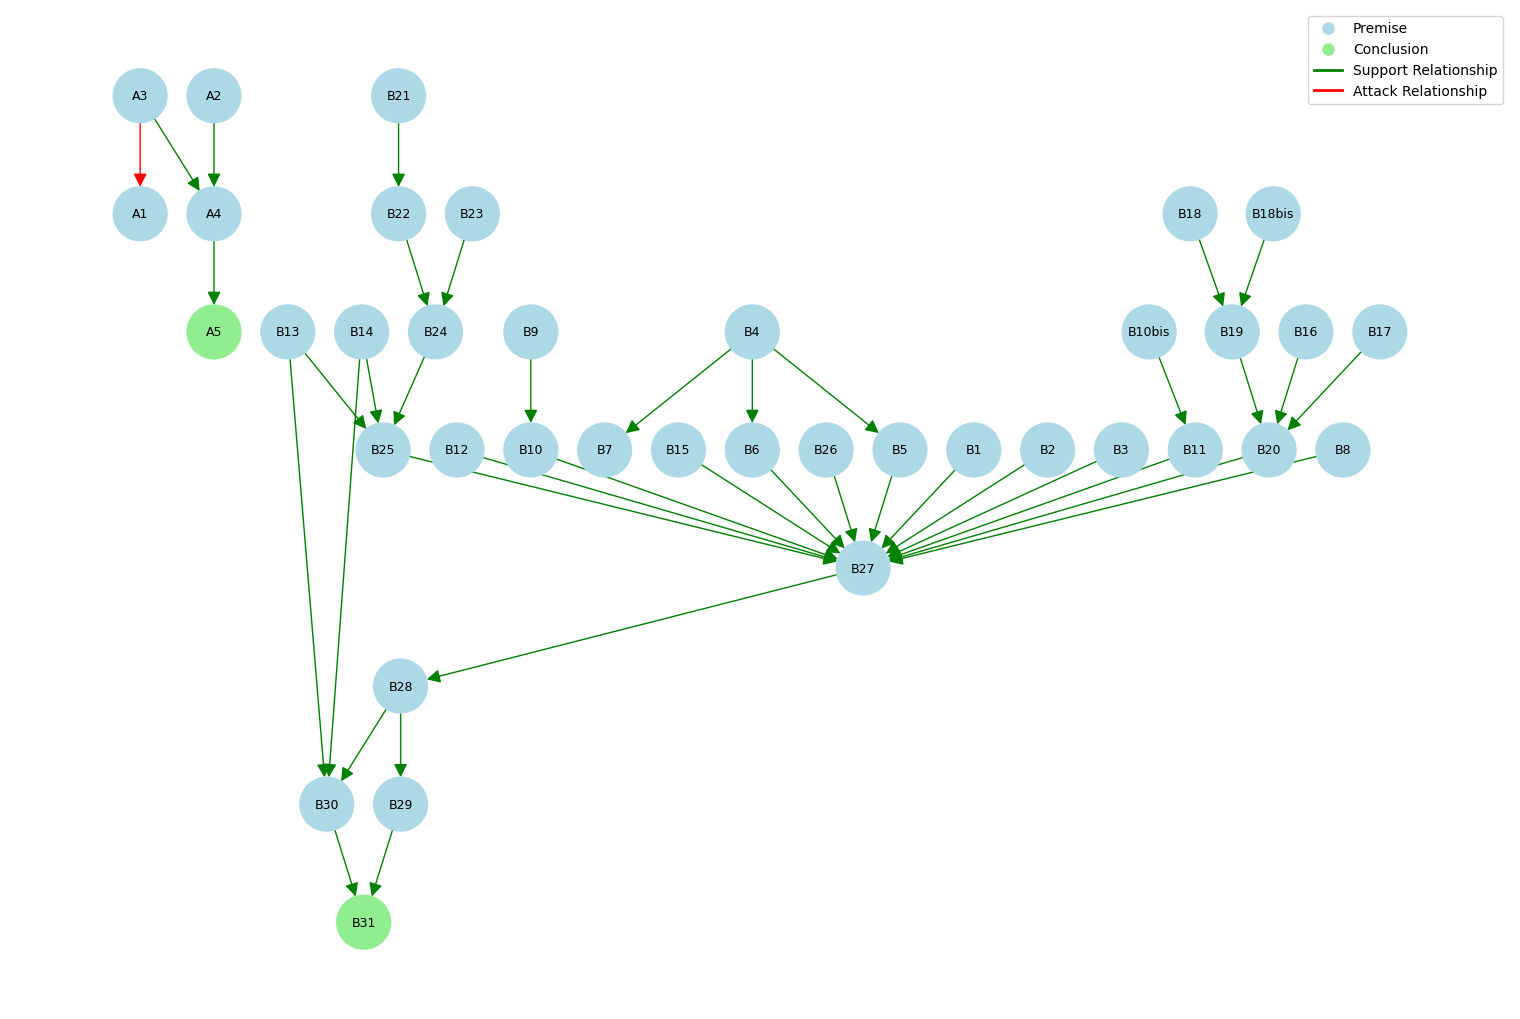 Premise
Conclusion
Support Relationship
Attack Relationship
A3
A2
B21
A1
A4
B22
B23
B18
B18bis
A5
B13
B14
B24
B9
B4
B10bis
B19
B16
B17
B25
B12
B10
B7
B15
B6
B26
B5
B1
B2
B3
B11
B20
B8
B27
B28
B30
B29
B31